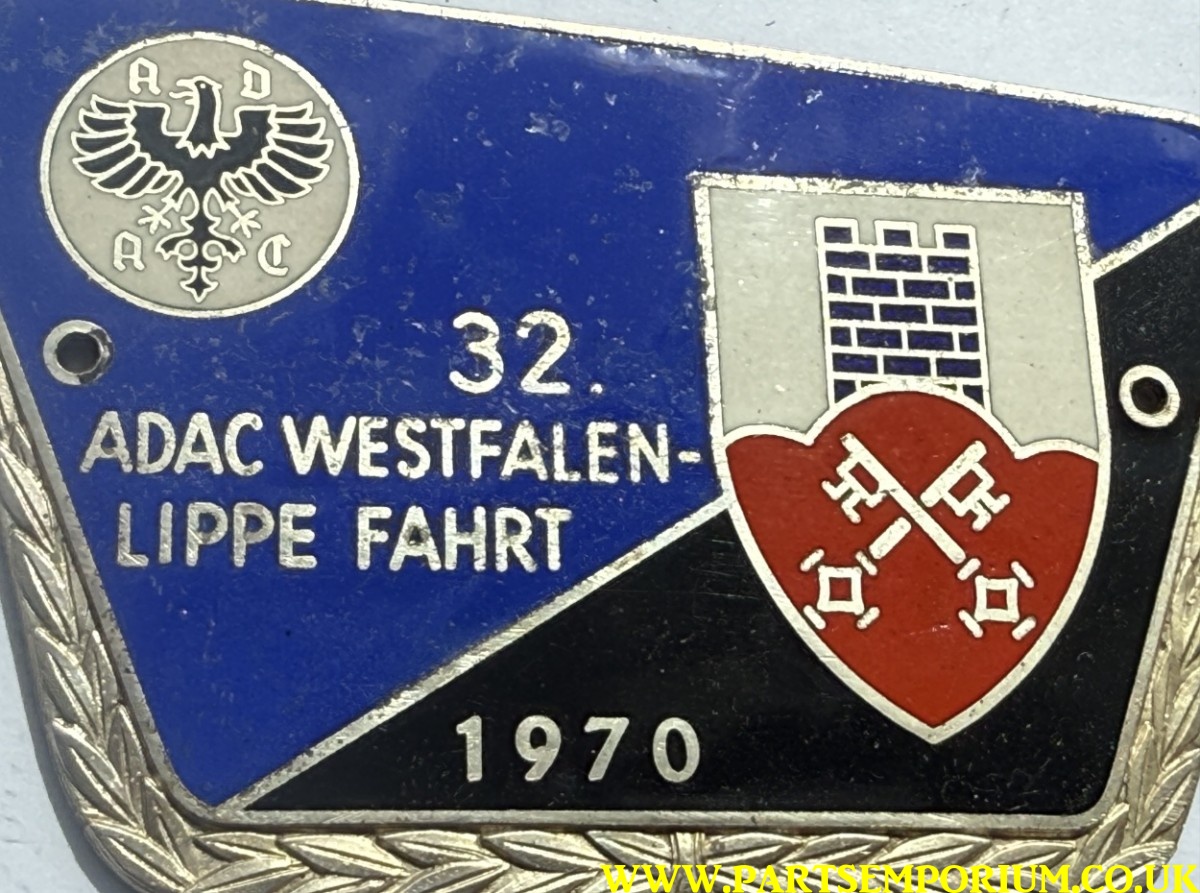 A D
A C
32.
ADAC WESTFALEN-
LIPPE FAHRT
1970
WWW.PARTSEMPORIUM.CO.UK